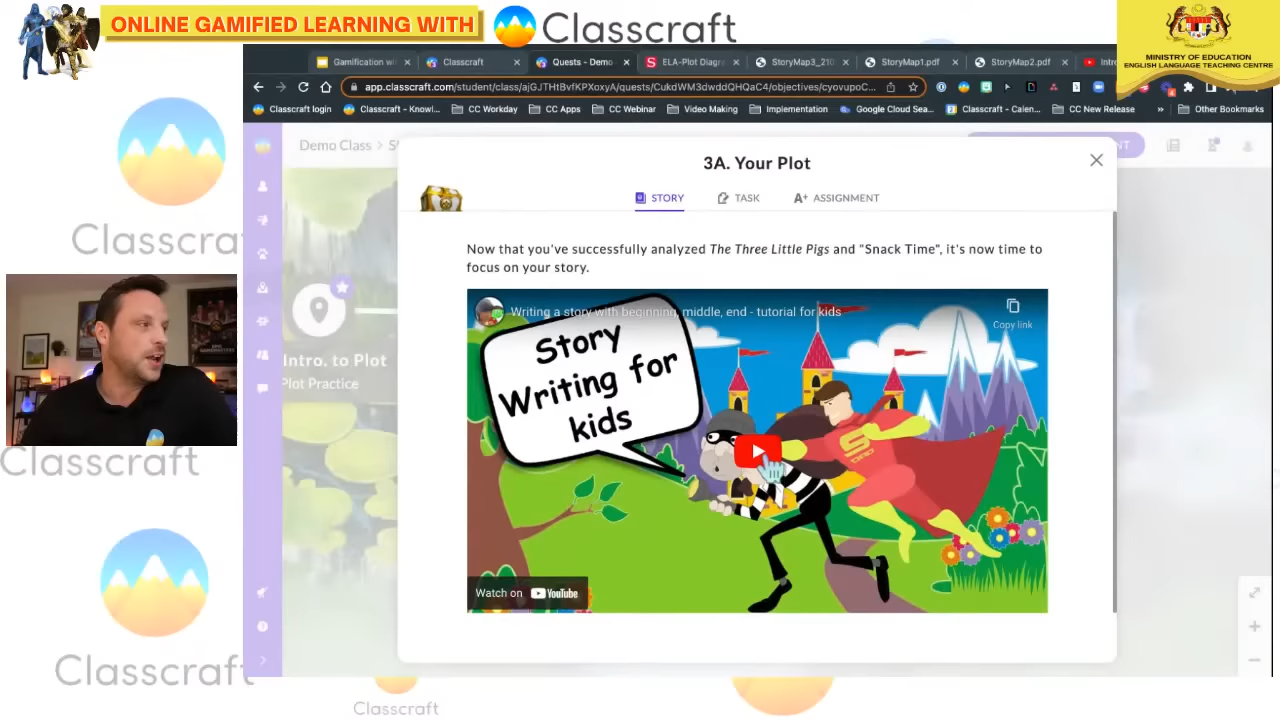 ONLINE GAMIFIED LEARNING WITH
Classcraft
MINISTRY OF EDUCATION
ENGLISH LANGUAGE TEACHING CENTRE
Gamification wi
Classcraft
Quests - Demo
ELA-Plot Diagr
StoryMap3_210
StoryMap1.pdf
StoryMap2.pdf
Intro
app.classcraft.com/student/class/ajGJTHtBvfKPXoxyA/quests/CukdWM3dwddQHQaC4/objectives/cyovupoC...
Classcraft login
Classcraft - Knowl...
CC Workday
CC Apps
CC Webinar
Video Making
Implementation
Google Cloud Sea...
Classcraft - Calen...
CC New Release
»
Other Bookmarks
Demo Class > S
NT
3A. Your Plot
STORY
TASK
A+ ASSIGNMENT
Now that you've successfully analyzed The Three Little Pigs and "Snack Time", it's now time to
focus on your story.
Writing a story with beginning, middle, end - tutorial for kids
Copy link
Story
Writing for
kids
S
Watch on YouTube
Intro. to Plot
Plot Practice
Classcra
Classcraft
Classcraft
Classcraft